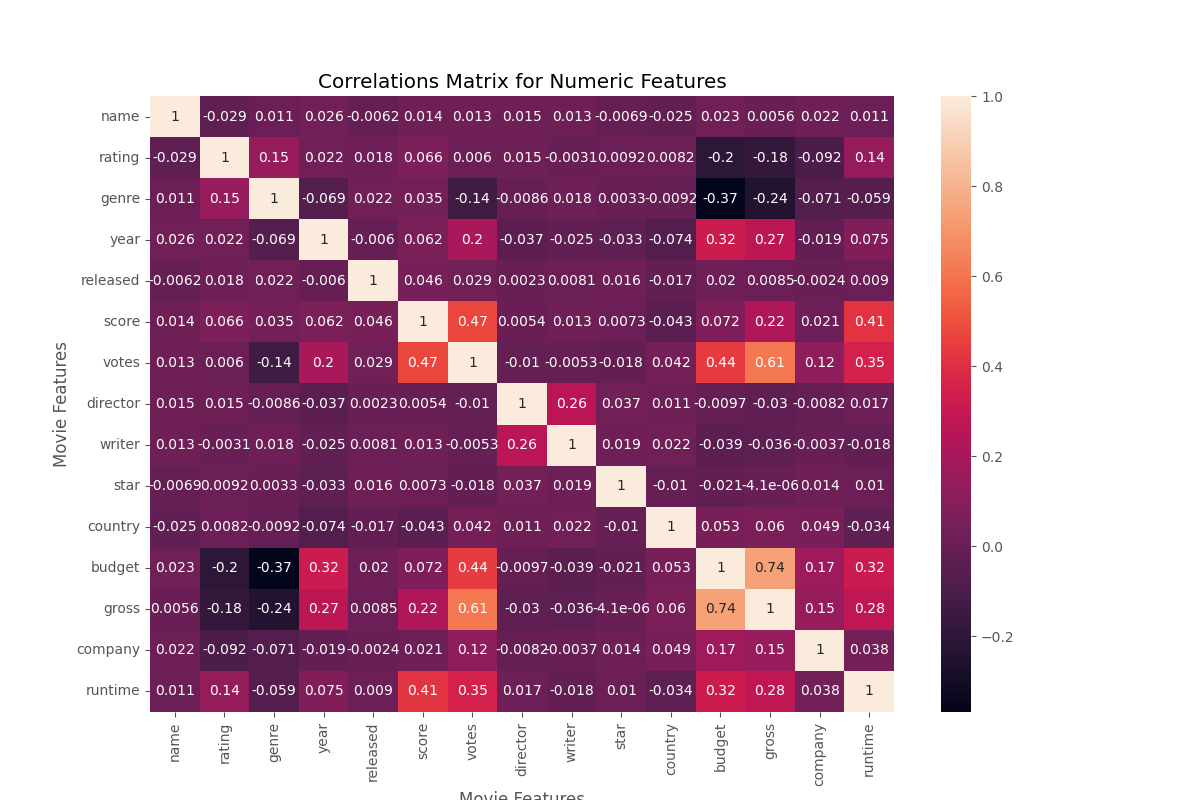 Correlations Matrix for Numeric Features
name 1 -0.029 0.011 0.026 -0.0062 0.014 0.013 0.015 0.013 -0.0069 -0.025 0.023 0.0056 0.022 0.011 1.0
rating -0.029 1 0.15 0.022 0.018 0.066 0.006 0.015 -0.0031 0.0092 0.0082 -0.2 -0.18 -0.092 0.14
0.8
genre 0.011 0.15 1 -0.069 0.022 0.035 -0.14 -0.0086 0.018 0.0033 -0.0092 -0.37 -0.24 -0.071 -0.059
year 0.026 0.022 -0.069 1 -0.006 0.062 0.2 -0.037 -0.025 -0.033 -0.074 0.32 0.27 -0.019 0.075
0.6
released -0.0062 0.018 0.022 -0.006 1 0.046 0.029 0.0023 0.0081 0.016 -0.017 0.02 0.0085 -0.0024 0.009
score 0.014 0.066 0.035 0.062 0.046 1 0.47 0.0054 0.013 0.0073 -0.043 0.072 0.22 0.021 0.41
votes 0.013 0.006 -0.14 0.2 0.029 0.47 1 -0.01 -0.0053 -0.018 0.042 0.44 0.61 0.12 0.35
0.4
Movie Features
director 0.015 0.015 -0.0086 -0.037 0.0023 0.0054 -0.01 1 0.26 0.037 0.011 -0.0097 -0.03 -0.0082 0.017
writer 0.013 -0.0031 0.018 -0.025 0.0081 0.013 -0.0053 0.26 1 0.019 0.022 -0.039 -0.036 -0.0037 -0.018
0.2
star -0.0069 0.0092 0.0033 -0.033 0.016 0.0073 -0.018 0.037 0.019 1 -0.01 -0.021 -4.1e-06 0.014 0.01
country -0.025 0.0082 -0.0092 -0.074 -0.017 -0.043 0.042 0.011 0.022 -0.01 1 0.053 0.06 0.049 -0.034
0.0
budget 0.023 -0.2 -0.37 0.32 0.02 0.072 0.44 -0.0097 -0.039 -0.021 0.053 1 0.74 0.17 0.32
gross 0.0056 -0.18 -0.24 0.27 0.0085 0.22 0.61 -0.03 -0.036 -4.1e-06 0.06 0.74 1 0.15 0.28
−0.2
company 0.022 -0.092 -0.071 -0.019 -0.0024 0.021 0.12 -0.0082 -0.0037 0.014 0.049 0.17 0.15 1 0.038
runtime 0.011 0.14 -0.059 0.075 0.009 0.41 0.35 0.017 -0.018 0.01 -0.034 0.32 0.28 0.038 1
name rating genre year released score votes director writer star country budget gross company runtime
Movie Features